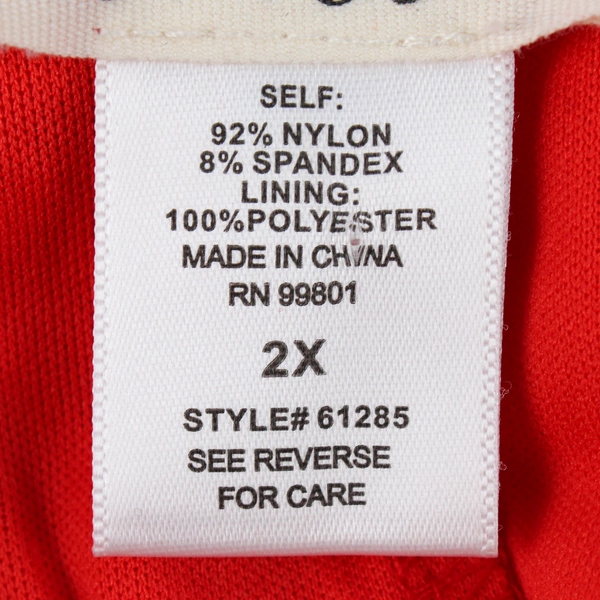 SELF:
92% NYLON
8% SPANDEX
LINING:
100%POLYESTER
MADE IN CHINA
RN 99801
2X
STYLE# 61285
SEE REVERSE
FOR CARE